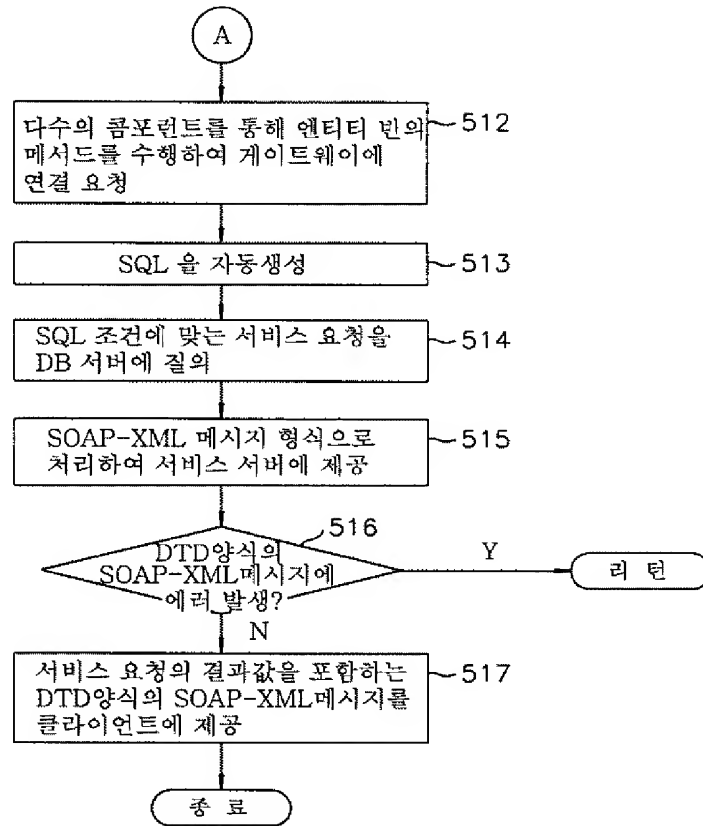 A
다수의 콤포런트를 통해 엔티티 빈의
메서드를 수행하여 게이트웨이에
연결 요청
512
SQL 을 자동생성
513
SQL 조건에 맞는 서비스 요청을
DB 서버에 질의
514
SOAP-XML 메시지 형식으로
처리하여 서비스 서버에 제공
515
516
DTD양식의
SOAP-XML메시지에
에러 발생?
Y
리 턴
N
서비스 요청의 결과값을 포함하는
DTD양식의 SOAP-XML메시지를
클라이언트에 제공
517
종 료